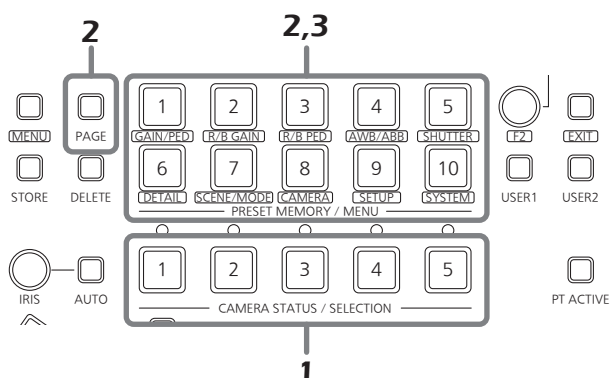 2 2,3
1 2 3 4 5
MENU PAGE GAIN/PED R/B GAIN R/B PED AWB/ABB SHUTTER F2 EXIT
6 7 8 9 10
STORE DELETE DETAIL SCENE/MODE CAMERA SETUP SYSTEM USER1 USER2
PRESET MEMORY / MENU
1 2 3 4 5
IRIS AUTO PT ACTIVE
CAMERA STATUS / SELECTION
1